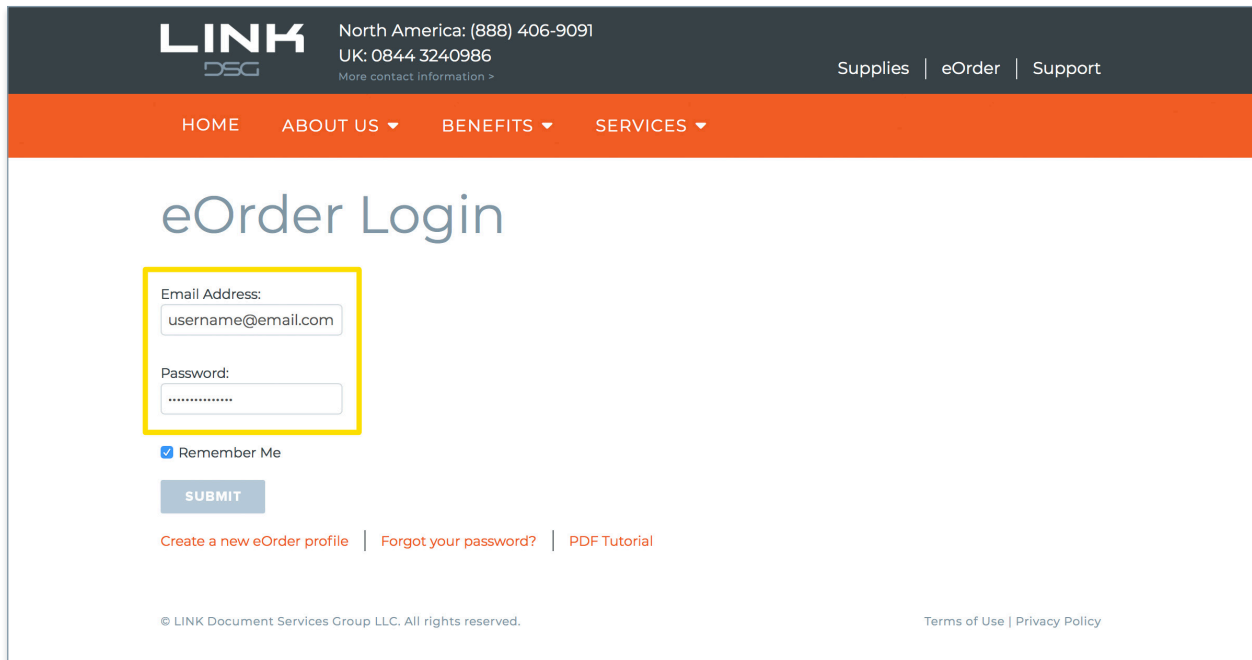 LINK
DSG
North America: (888) 406-9091
UK: 0844 3240986
More contact information >
Supplies | eOrder | Support
HOME ABOUT US BENEFITS SERVICES
eOrder Login
Email Address:
username@email.com
Password:
•••••••••••••••
Remember Me
SUBMIT
Create a new eOrder profile | Forgot your password? | PDF Tutorial
© LINK Document Services Group LLC. All rights reserved.
Terms of Use | Privacy Policy